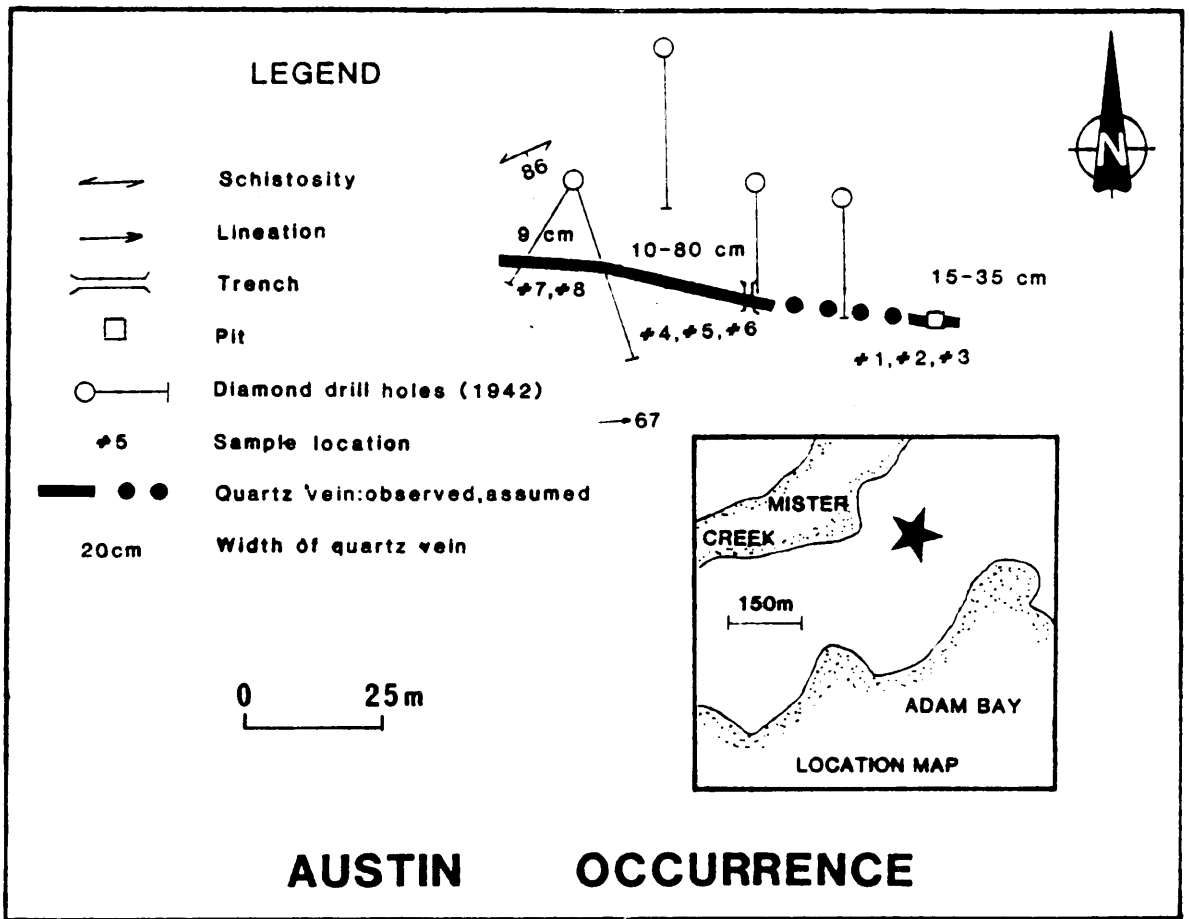 LEGEND
Schistosity
Lineation
Trench
Pit
Diamond drill holes (1942)
#5 Sample location
Quartz vein:observed,assumed
20cm Width of quartz vein
0 25m
N
86
9 cm
10-80 cm
15-35 cm
#7,#8
#4,#5,#6
#1,#2,#3
67
MISTER
CREEK
150m
ADAM BAY
LOCATION MAP
AUSTIN OCCURRENCE